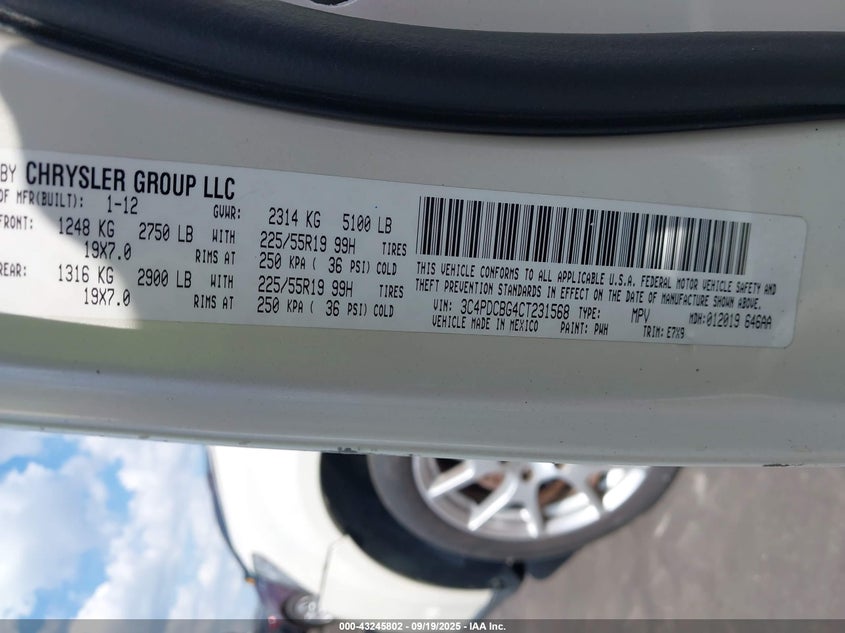 BY CHRYSLER GROUP LLC
OF MFR(BUILT): 1-12 GVWR: 2314 KG 5100 LB
FRONT: 1248 KG 2750 LB WITH 225/55R19 99H TIRES
19X7.0 RIMS AT 250 KPA ( 36 PSI) COLD
REAR: 1316 KG 2900 LB WITH 225/55R19 99H TIRES
19X7.0 RIMS AT 250 KPA ( 36 PSI) COLD
THIS VEHICLE CONFORMS TO ALL APPLICABLE U.S.A. FEDERAL MOTOR VEHICLE SAFETY AND
THEFT PREVENTION STANDARDS IN EFFECT ON THE DATE OF MANUFACTURE SHOWN ABOVE.
VIN: 3C4PDCBG4CT231568 TYPE: MPV MDH:012019 646AA
VEHICLE MADE IN MEXICO PAINT: PWH TRIM: E7X9
000-43245802 - 09/19/2025 - IAA Inc.